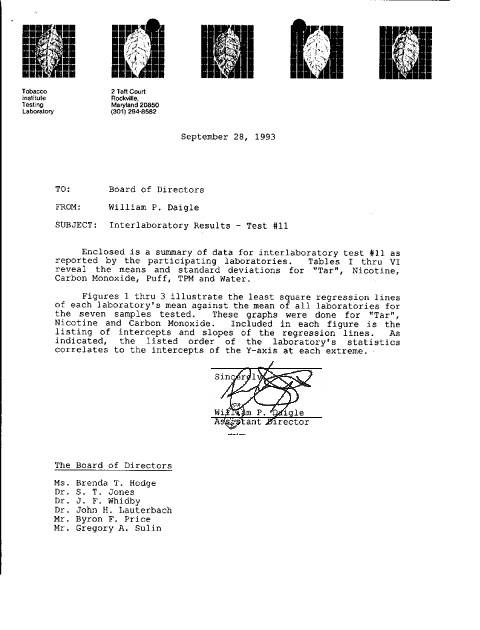 Tobacco
Institute
Testing
Laboratory
2 Taft Court
Rockville,
Maryland 20850
(301) 294-8562
September 28, 1993
TO: Board of Directors
FROM: William P. Daigle
SUBJECT: Interlaboratory Results - Test #11
Enclosed is a summary of data for interlaboratory test #11 as
reported by the participating laboratories. Tables I thru VI
reveal the means and standard deviations for "Tar", Nicotine,
Carbon Monoxide, Puff, TPM and Water.
Figures 1 thru 3 illustrate the least square regression lines
of each laboratory's mean against the mean of all laboratories for
the seven samples tested. These graphs were done for "Tar",
Nicotine and Carbon Monoxide. Included in each figure is the
listing of intercepts and slopes of the regression lines. As
indicated, the listed order of the laboratory's statistics
correlates to the intercepts of the Y-axis at each extreme.
Sincerely,
William P. Daigle
Assistant Director
The Board of Directors
Ms. Brenda T. Hodge
Dr. S. T. Jones
Dr. J. F. Whidby
Dr. John H. Lauterbach
Mr. Byron F. Price
Mr. Gregory A. Sulin